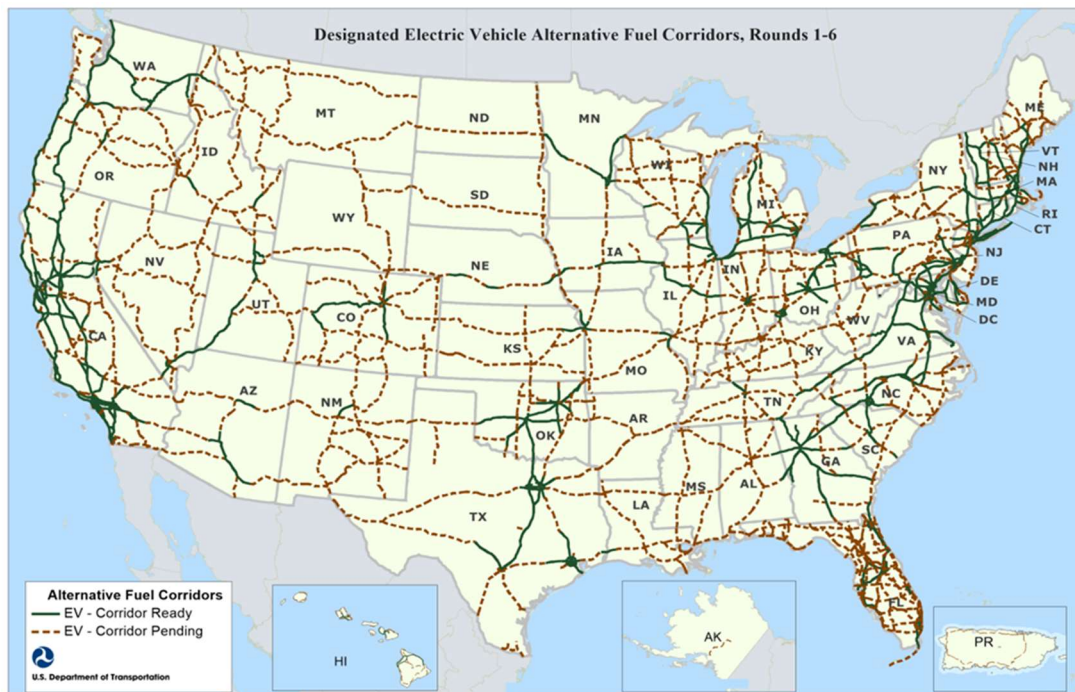 Designated Electric Vehicle Alternative Fuel Corridors, Rounds 1-6
WA
MT
ND
MN
ME
OR
ID
WI
VT
NH
NY
MA
SD
WY
MI
RI
CT
IA
PA
NJ
NV
NE
UT
IL
IN
OH
DE
MD
DC
CA
CO
WV
VA
KS
MO
KY
AZ
NM
OK
AR
TN
NC
SC
MS
AL
GA
TX
LA
FL
Alternative Fuel Corridors
EV - Corridor Ready
EV - Corridor Pending
U.S. Department of Transportation
HI
AK
PR